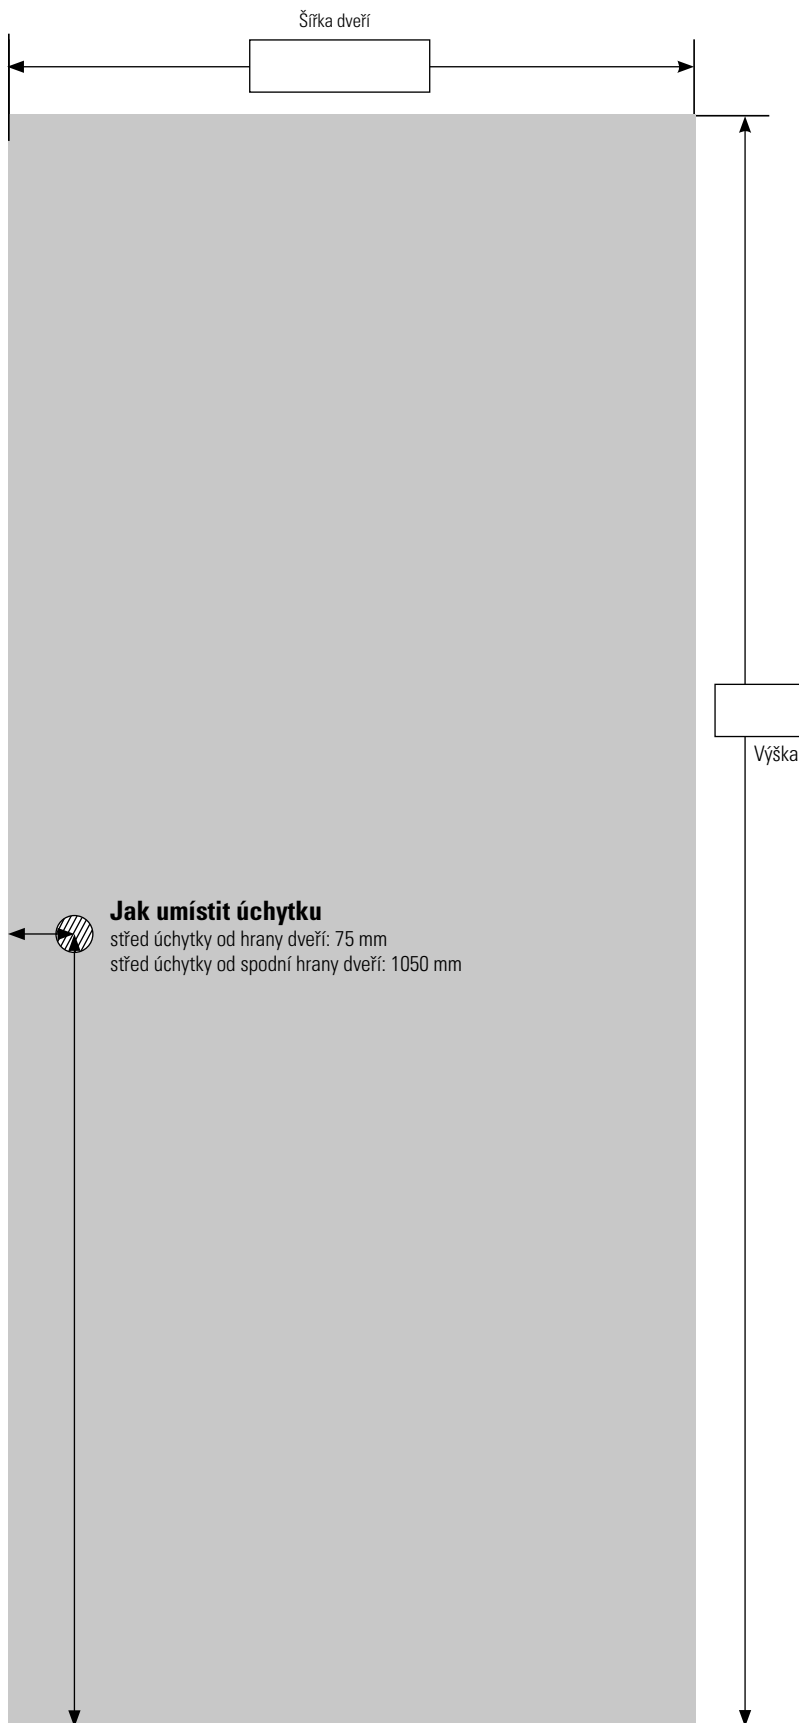 Šířka dveří
Výška
Jak umístit úchytku
střed úchytky od hrany dveří: 75 mm
střed úchytky od spodní hrany dveří: 1050 mm